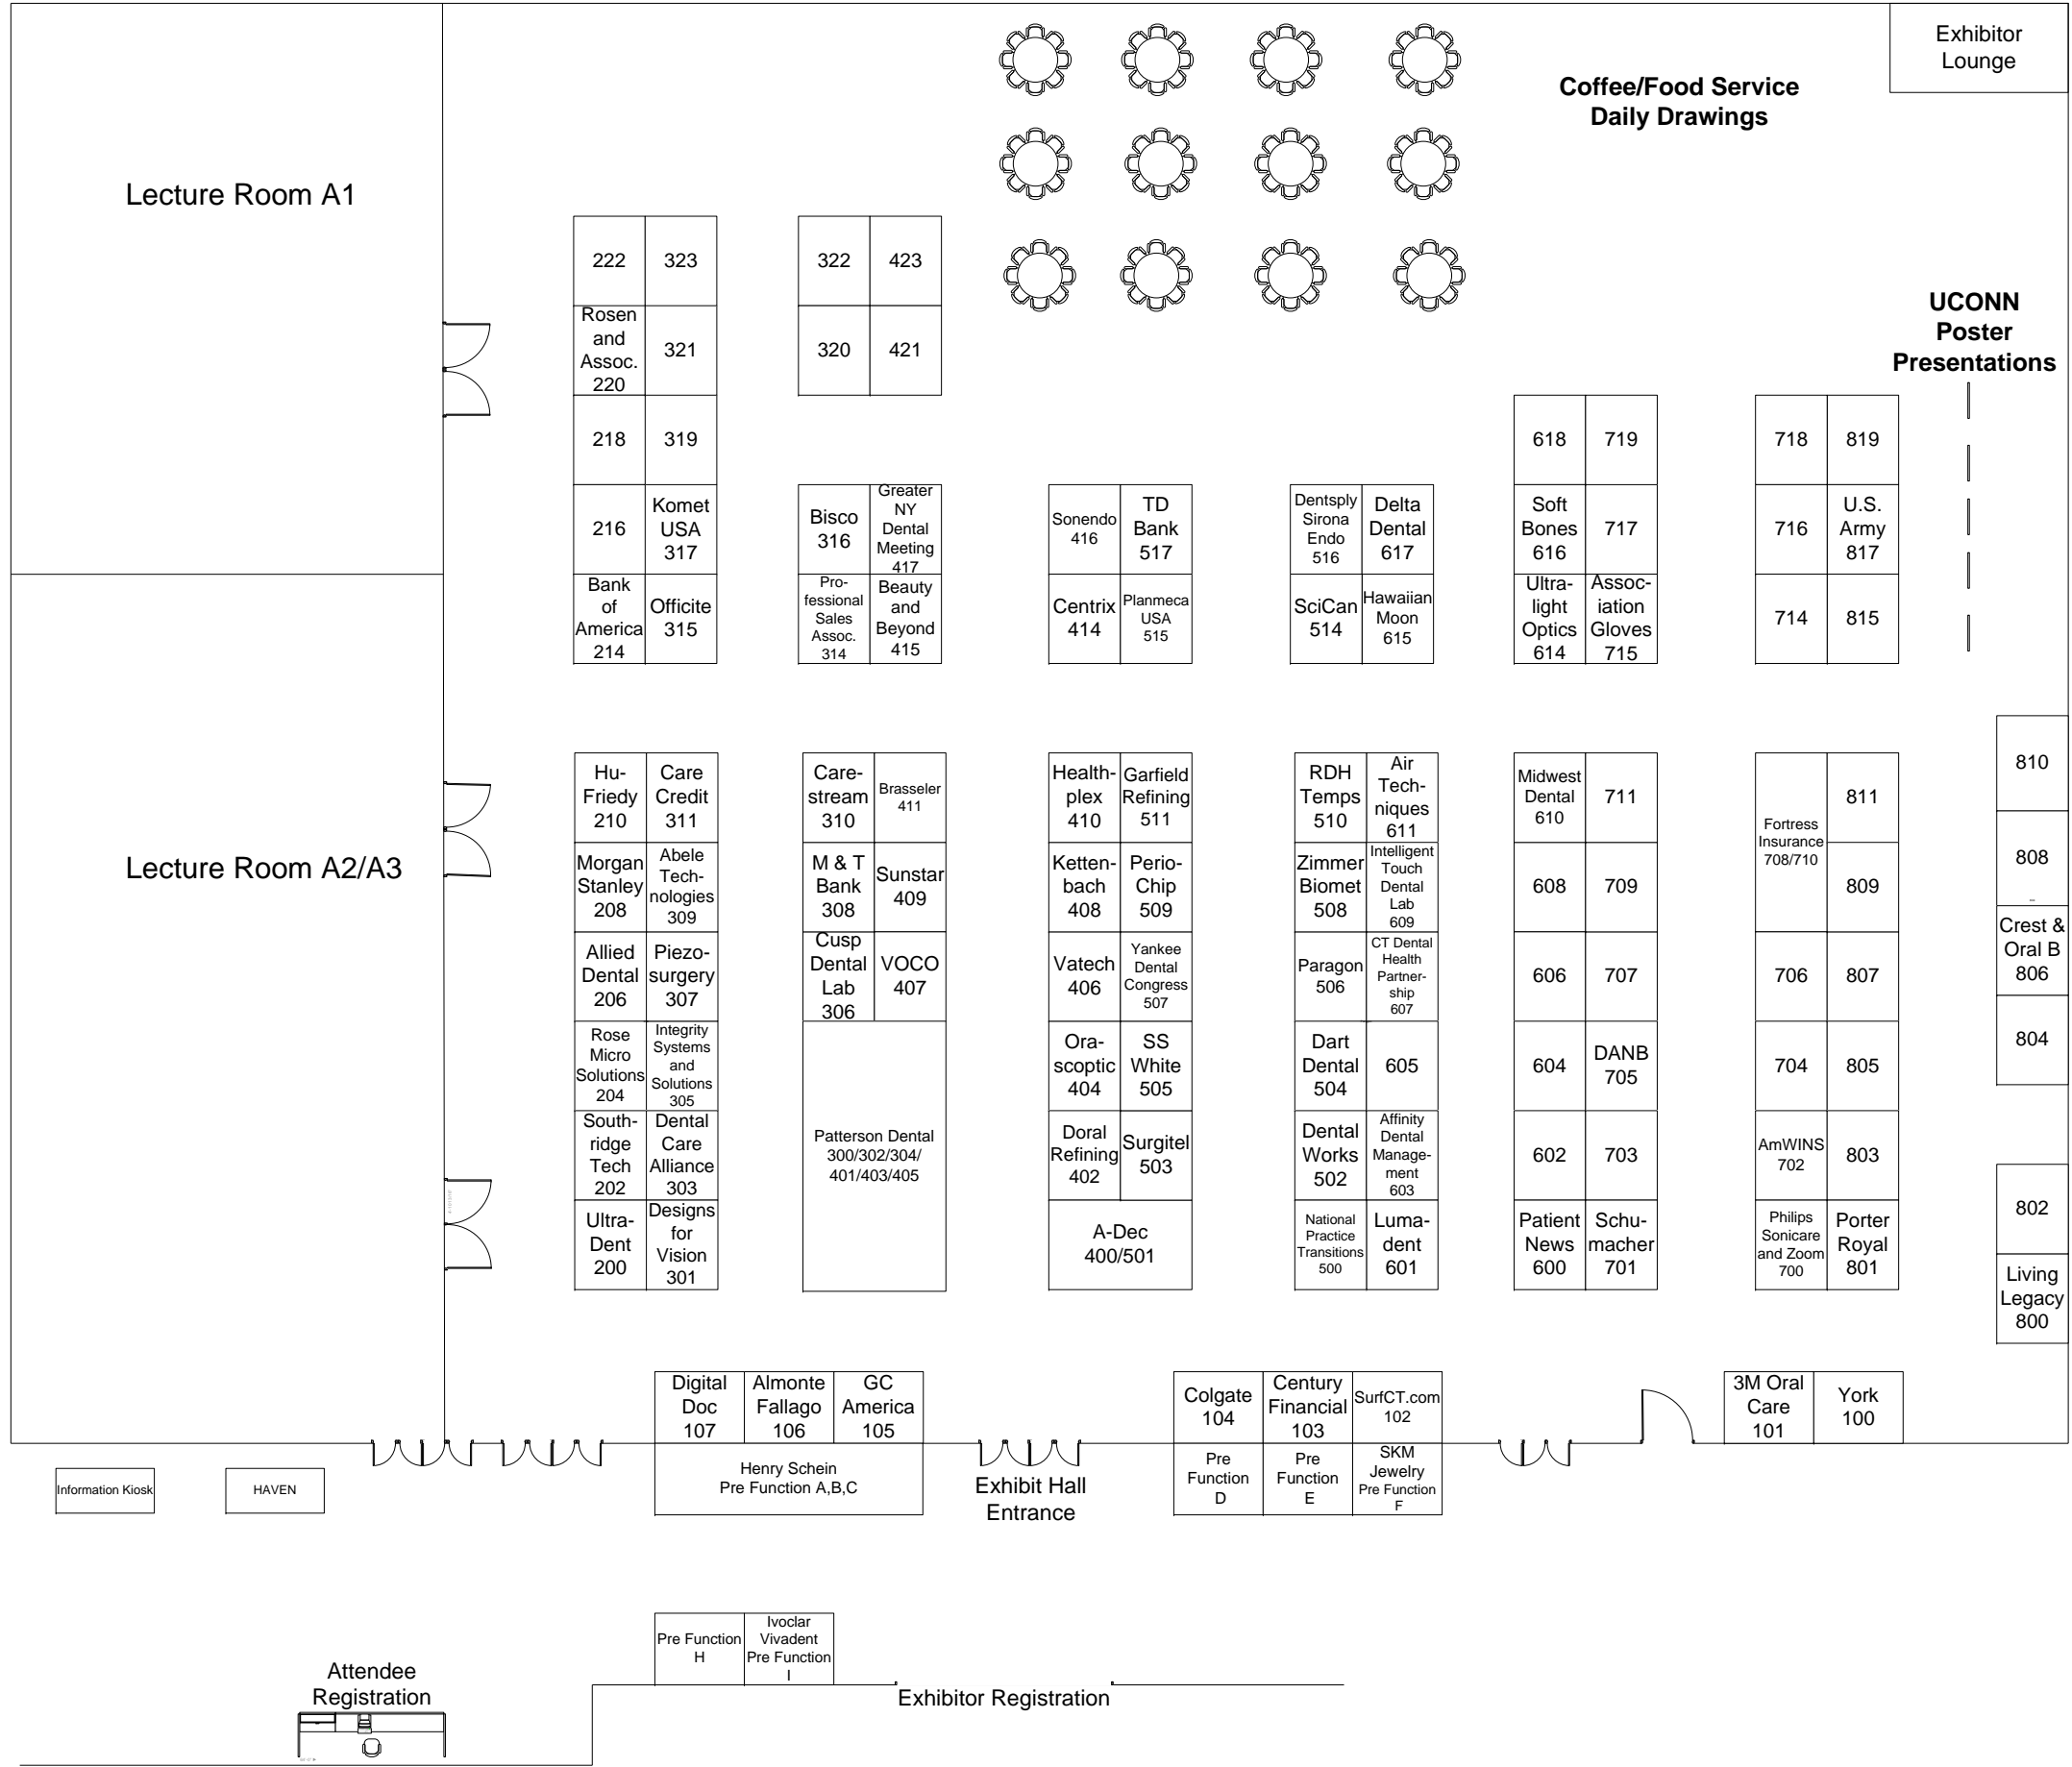 Exhibitor
Lounge
Coffee/Food Service
Daily Drawings
Lecture Room A1
222
323
322
423
UCONN
Poster
Presentations
Rosen
and
Assoc.
220
321
320
421
218
319
618
719
718
819
216
Komet
USA
317
Bisco
316
Greater
NY
Dental
Meeting
417
Sonendo
416
TD
Bank
517
Dentsply
Sirona
Endo
516
Delta
Dental
617
Soft
Bones
616
717
716
U.S.
Army
817
Bank
of
America
214
Officite
315
Pro-
fessional
Sales
Assoc.
314
Beauty
and
Beyond
415
Centrix
414
Planmeca
USA
515
SciCan
514
Hawaiian
Moon
615
Ultra-
light
Optics
614
Assoc-
iation
Gloves
715
714
815
Lecture Room A2/A3
Hu-
Friedy
210
Care
Credit
311
Care-
stream
310
Brasseler
411
Health-
plex
410
Garfield
Refining
511
RDH
Temps
510
Air
Tech-
niques
611
Midwest
Dental
610
711
Fortress
Insurance
708/710
811
810
Morgan
Stanley
208
Abele
Tech-
nologies
309
M & T
Bank
308
Sunstar
409
Ketten-
bach
408
Perio-
Chip
509
Zimmer
Biomet
508
Intelligent
Touch
Dental
Lab
609
608
709
809
808
Allied
Dental
206
Piezo-
surgery
307
Cusp
Dental
Lab
306
VOCO
407
Vatech
406
Yankee
Dental
Congress
507
Paragon
506
CT Dental
Health
Partner-
ship
607
606
707
706
807
Crest &
Oral B
806
Rose
Micro
Solutions
204
Integrity
Systems
and
Solutions
305
Patterson Dental
300/302/304/
401/403/405
Ora-
scoptic
404
SS
White
505
Dart
Dental
504
605
604
DANB
705
704
805
804
South-
ridge
Tech
202
Dental
Care
Alliance
303
Doral
Refining
402
Surgitel
503
Dental
Works
502
Affinity
Dental
Manage-
ment
603
602
703
AmWINS
702
803
802
Ultra-
Dent
200
Designs
for
Vision
301
A-Dec
400/501
National
Practice
Transitions
500
Luma-
dent
601
Patient
News
600
Schu-
macher
701
Philips
Sonicare
and Zoom
700
Porter
Royal
801
Living
Legacy
800
Digital
Doc
107
Almonte
Fallago
106
GC
America
105
Colgate
104
Century
Financial
103
SurfCT.com
102
3M Oral
Care
101
York
100
Information Kiosk
HAVEN
Henry Schein
Pre Function A,B,C
Exhibit Hall
Entrance
Pre
Function
D
Pre
Function
E
SKM
Jewelry
Pre Function
F
Pre Function
H
Ivoclar
Vivadent
Pre Function
I
Attendee
Registration
Exhibitor Registration